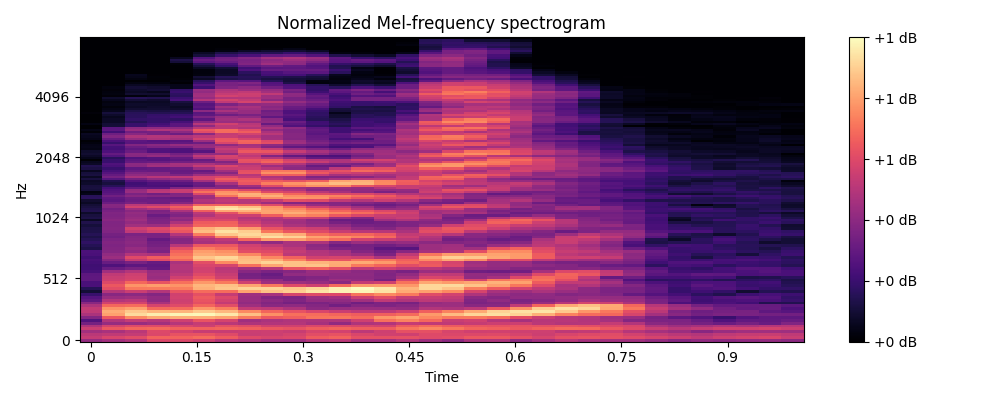 Normalized Mel-frequency spectrogram
Hz
4096
2048
1024
512
0
0 0.15 0.3 0.45 0.6 0.75 0.9
Time
+1 dB
+1 dB
+1 dB
+0 dB
+0 dB
+0 dB